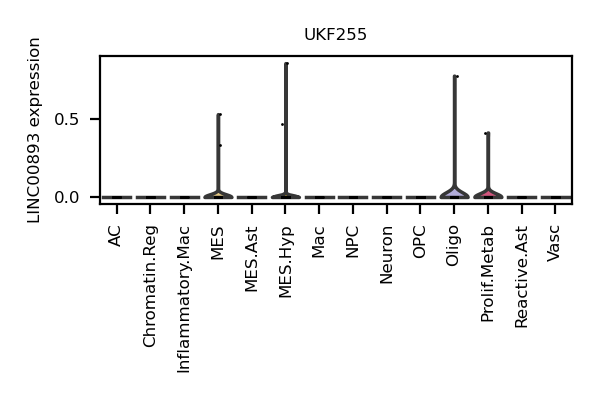 UKF255
LINC00893 expression
0.5
0.0
AC
Chromatin.Reg
Inflammatory.Mac
MES
MES.Ast
MES.Hyp
Mac
NPC
Neuron
OPC
Oligo
Prolif.Metab
Reactive.Ast
Vasc